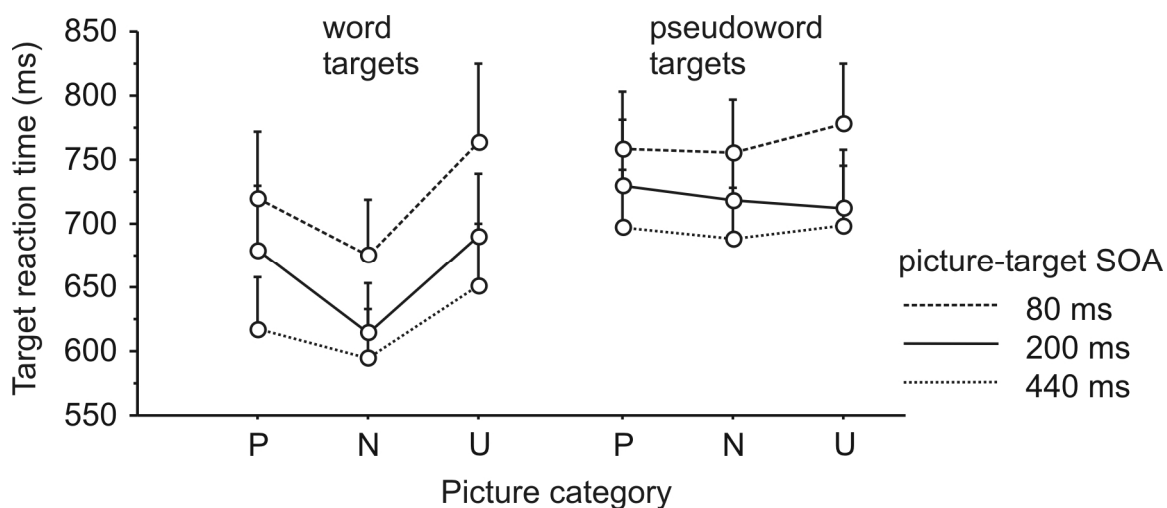 Target reaction time (ms)
850
800
750
700
650
600
550
word
targets
pseudoword
targets
P N U P N U
Picture category
picture-target SOA
80 ms
200 ms
440 ms